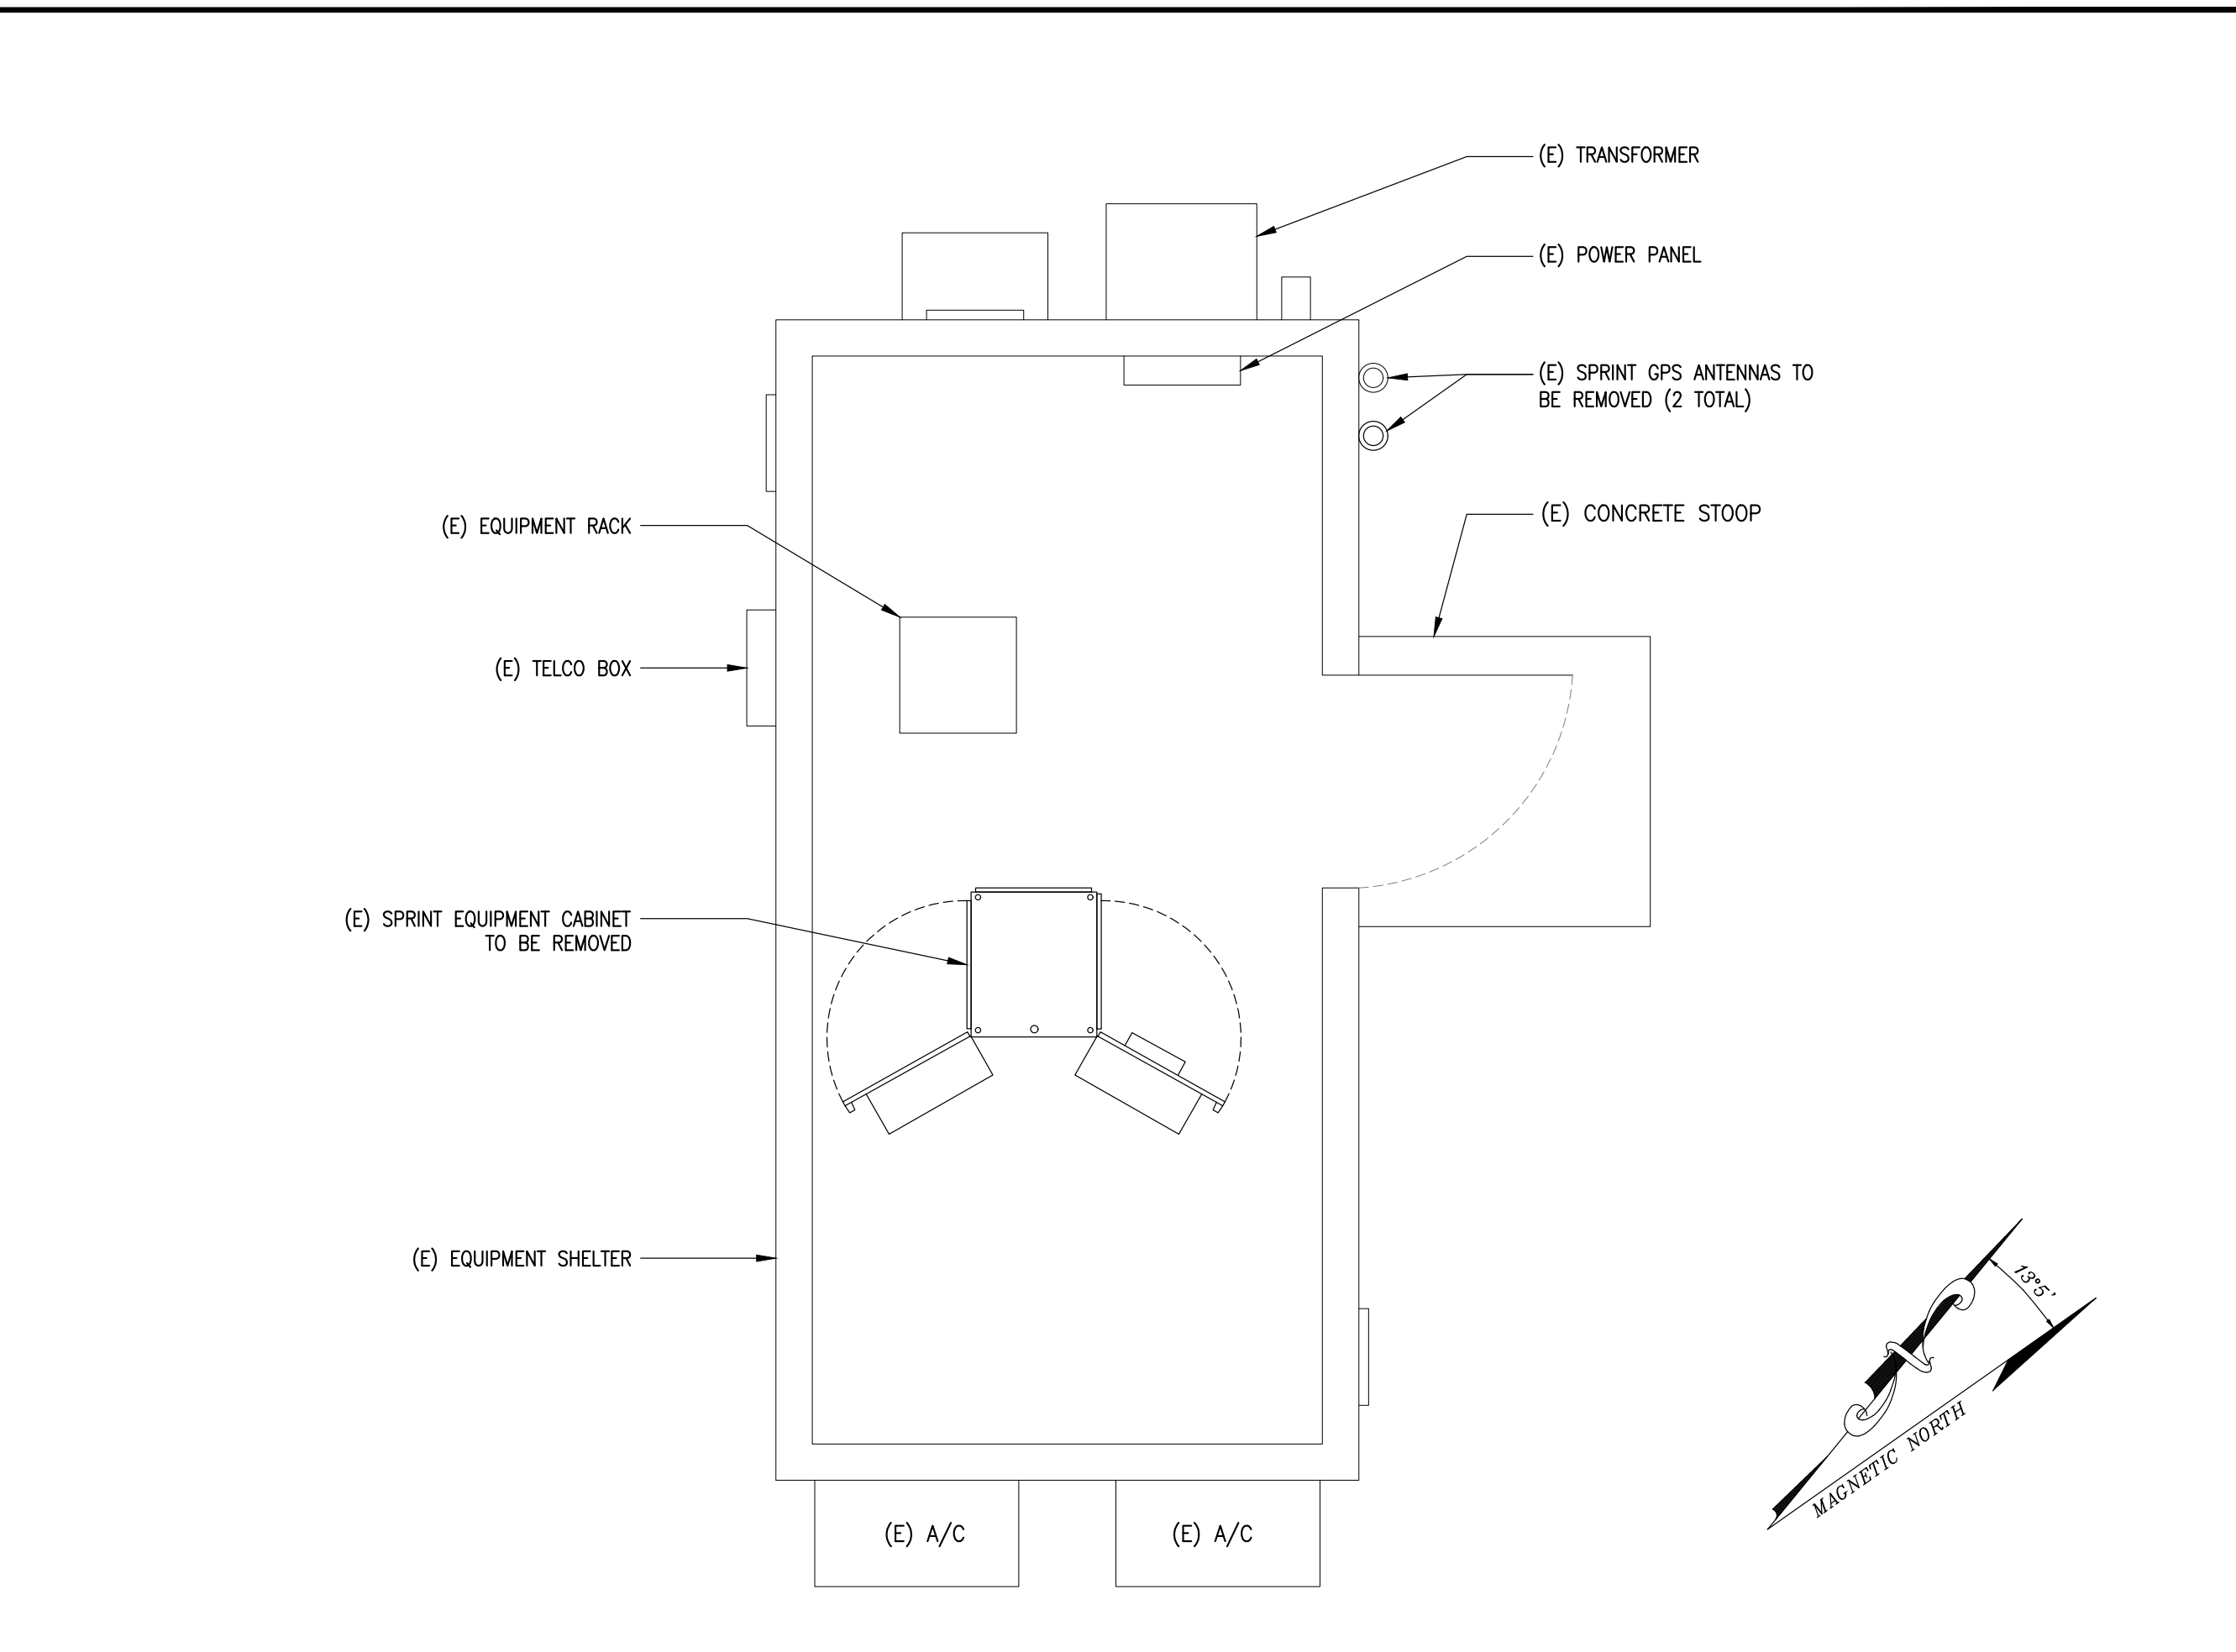 (E) TRANSFORMER
(E) POWER PANEL
(E) SPRINT GPS ANTENNAS TO
BE REMOVED (2 TOTAL)
(E) CONCRETE STOOP
(E) EQUIPMENT RACK
(E) TELCO BOX
(E) SPRINT EQUIPMENT CABINET
TO BE REMOVED
(E) EQUIPMENT SHELTER
(E) A/C
(E) A/C
13°5'
MAGNETIC NORTH